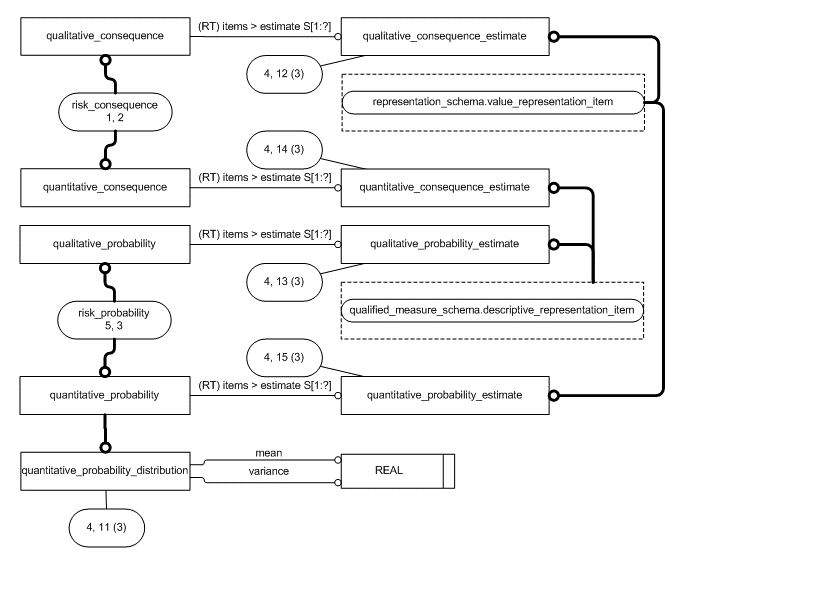 qualitative_consequence
(RT) items > estimate S[1:?]
qualitative_consequence_estimate
4, 12 (3)
representation_schema.value_representation_item
risk_consequence
1, 2
4, 14 (3)
quantitative_consequence
(RT) items > estimate S[1:?]
quantitative_consequence_estimate
qualitative_probability
(RT) items > estimate S[1:?]
qualitative_probability_estimate
4, 13 (3)
risk_probability
5, 3
qualified_measure_schema.descriptive_representation_item
4, 15 (3)
quantitative_probability
(RT) items > estimate S[1:?]
quantitative_probability_estimate
quantitative_probability_distribution
mean
variance
REAL
4, 11 (3)